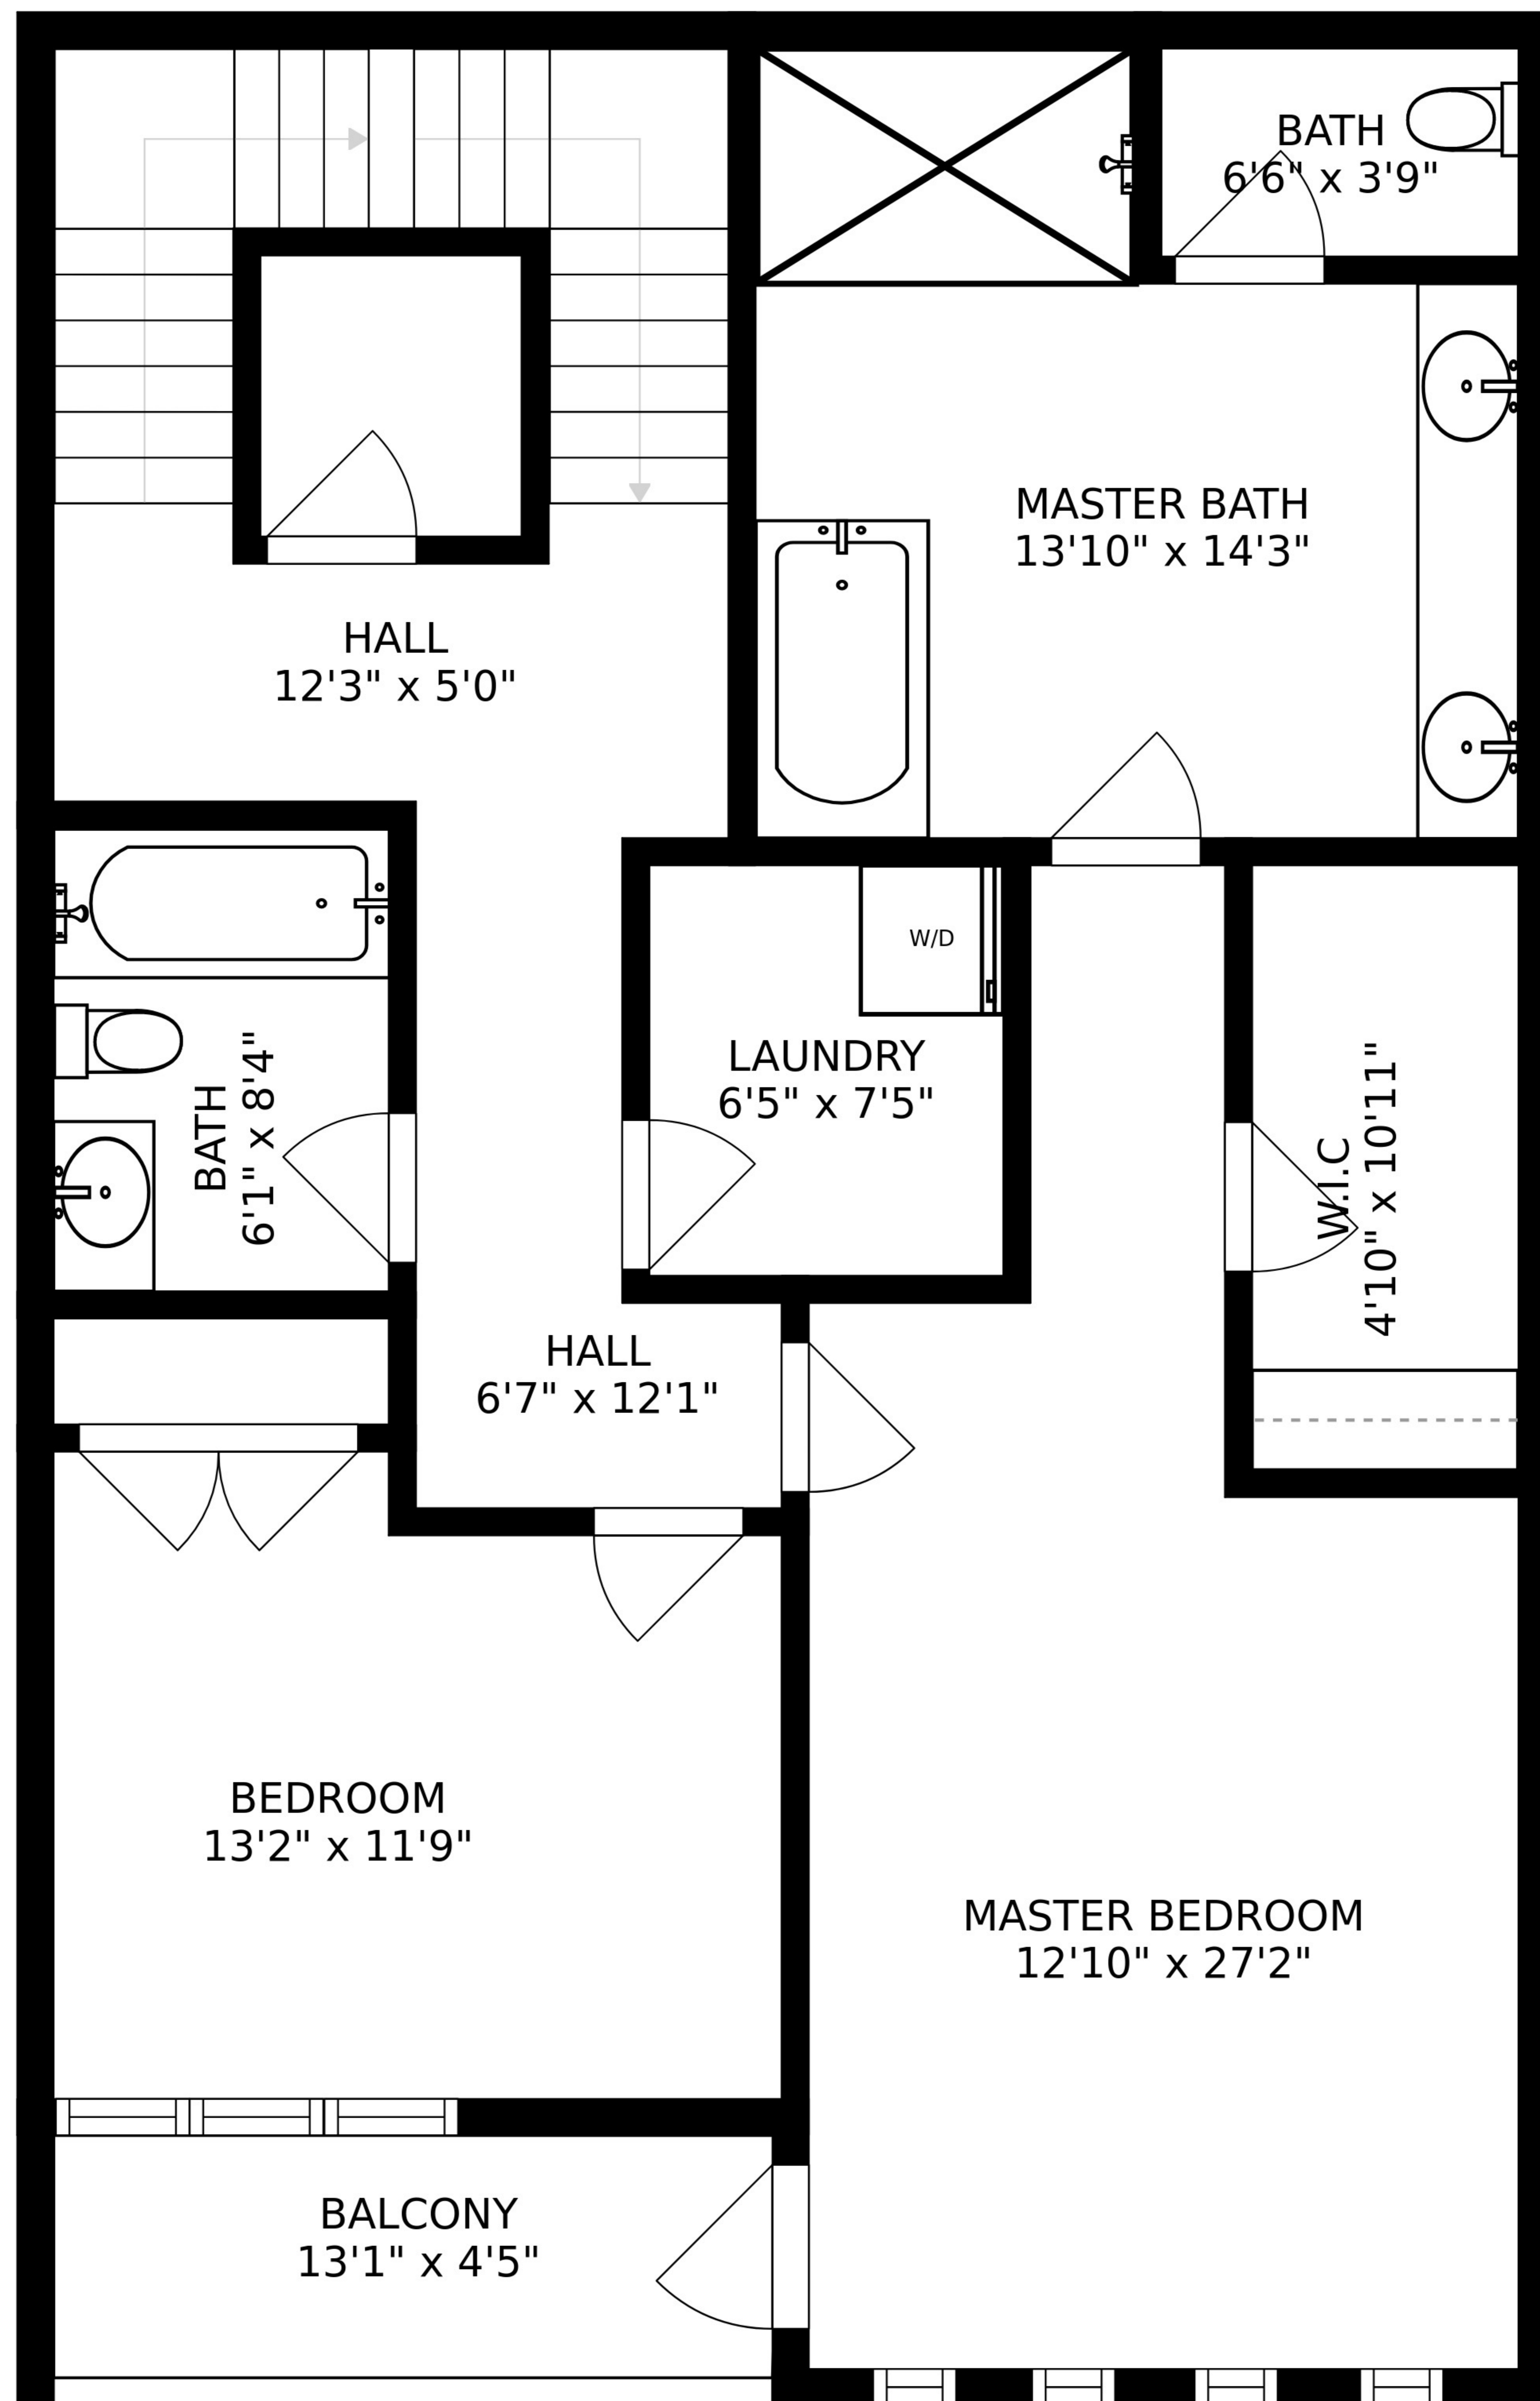 BATH
6'6" x 3'9"
MASTER BATH
13'10" x 14'3"
HALL
12'3" x 5'0"
W/D
LAUNDRY
6'5" x 7'5"
BATH
6'1" x 8'4"
W.I.C
4'10" x 10'11"
HALL
6'7" x 12'1"
BEDROOM
13'2" x 11'9"
MASTER BEDROOM
12'10" x 27'2"
BALCONY
13'1" x 4'5"